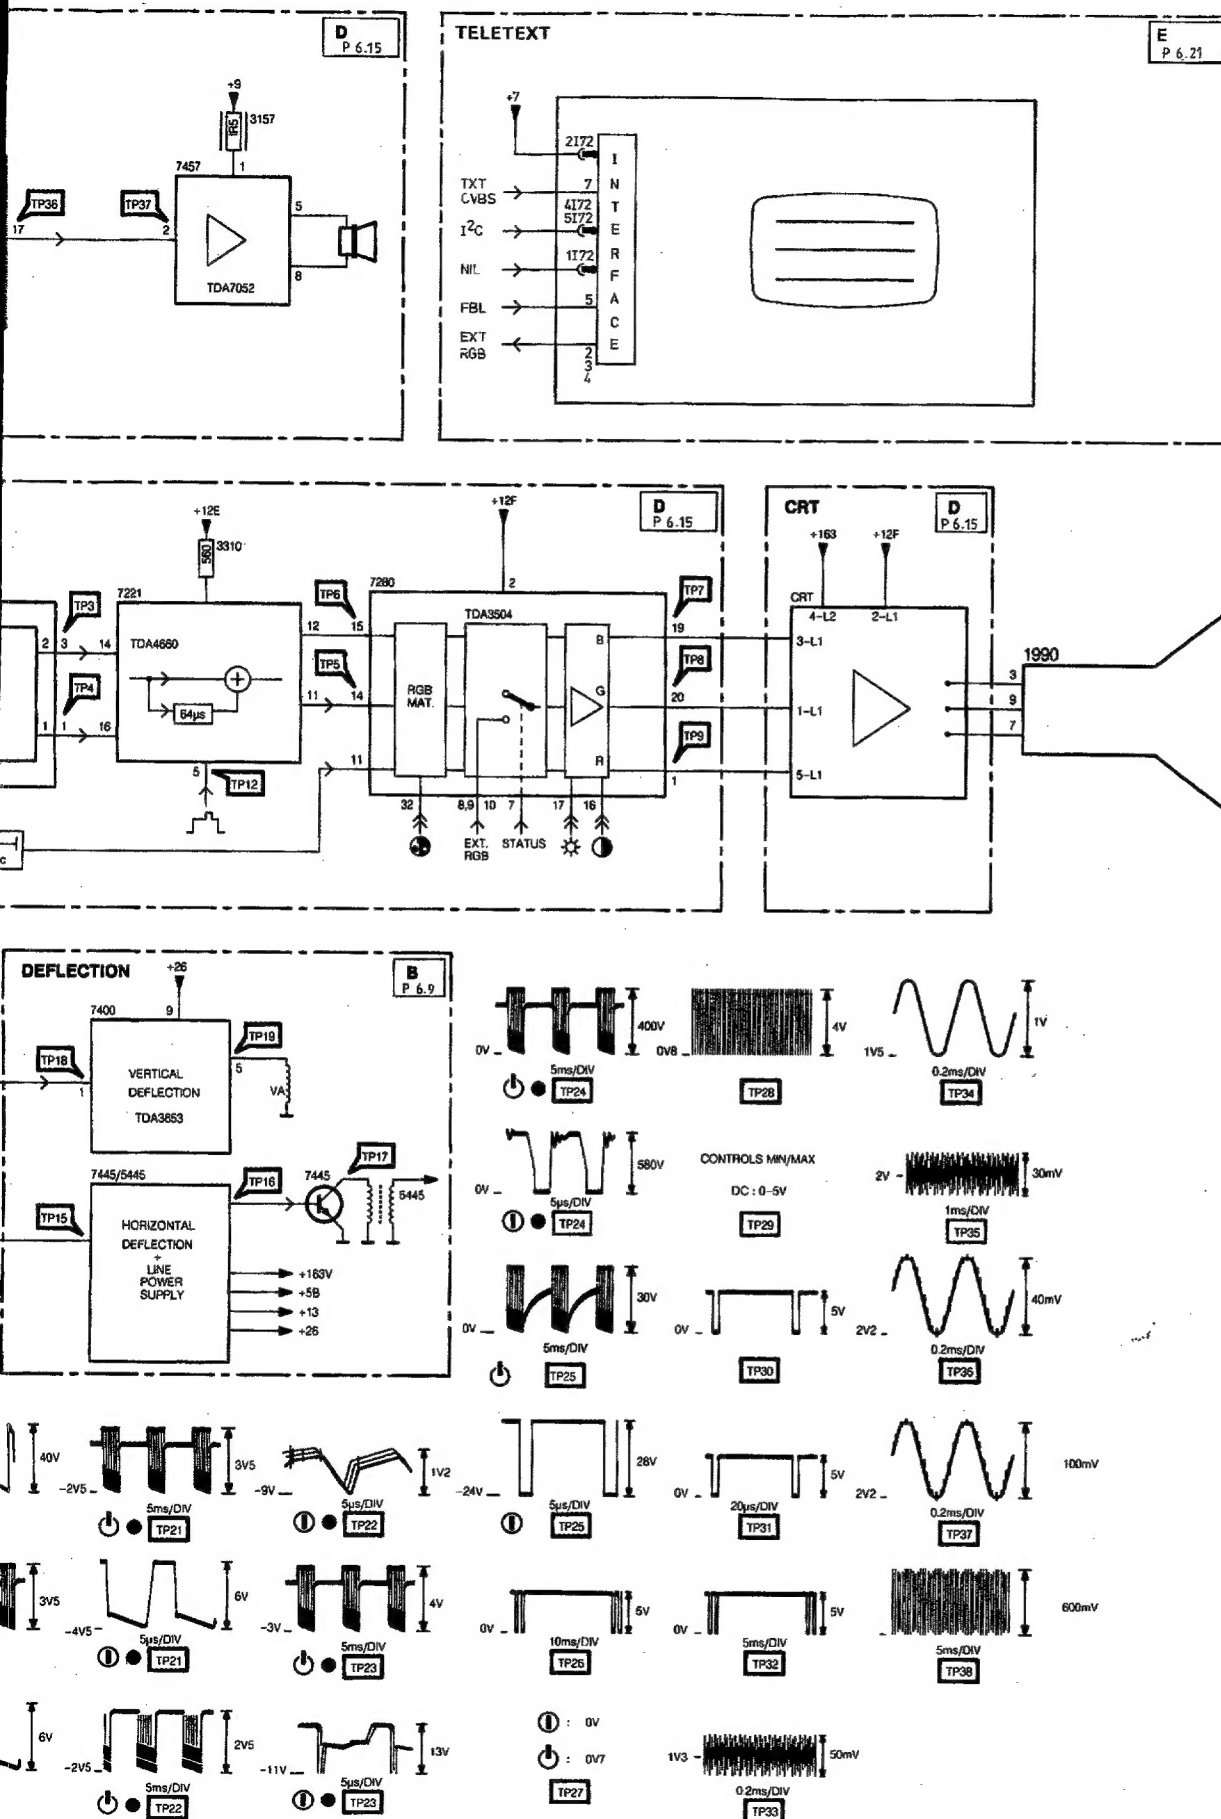 D
P 6.15
+9
1R5
3157
7457
1
TP36
17
TP37
2
5
8
TDA7052
TELETEXT
E
P 6.21
+7
2I72
TXT
CVBS
7
4I72
5I72
I²C
1I72
NIL
FBL
5
EXT
RGB
2
3
4
I
N
T
E
R
F
A
C
E
D
P 6.15
+12E
560
3310
7221
TP3
2
3
14
TDA4660
TP4
1
1
16
64µs
5
TP12
12
TP6
15
11
TP5
14
11
7280
+12F
2
TDA3504
RGB
MAT.
B
G
R
TP7
19
TP8
20
TP9
1
32
8,9
10
7
17
16
EXT.
RGB
STATUS
C
CRT
D
P 6.15
+163
+12F
CRT
4-L2
2-L1
3-L1
1-L1
5-L1
1990
3
9
7
DEFLECTION
B
P 6.9
+26
7400
9
TP18
1
VERTICAL
DEFLECTION
TDA3653
TP19
5
VA
7445/5445
TP15
HORIZONTAL
DEFLECTION
+
LINE
POWER
SUPPLY
TP16
7445
TP17
5445
+163V
+5B
+13
+26
400V
0V
5ms/DIV
TP24
4V
0V8
TP28
1V
1V5
0.2ms/DIV
TP34
580V
0V
5µs/DIV
TP24
CONTROLS MIN/MAX
DC : 0-5V
TP29
2V
30mV
1ms/DIV
TP35
30V
0V
5ms/DIV
TP25
5V
0V
TP30
40mV
2V2
0.2ms/DIV
TP36
40V
3V5
-2V5
5ms/DIV
TP21
1V2
-9V
5µs/DIV
TP22
28V
-24V
5µs/DIV
TP25
5V
0V
20µs/DIV
TP31
100mV
2V2
0.2ms/DIV
TP37
3V5
6V
-4V5
5µs/DIV
TP21
4V
-3V
5ms/DIV
TP23
5V
0V
10ms/DIV
TP26
5V
0V
5ms/DIV
TP32
600mV
5ms/DIV
TP38
6V
2V5
-2V5
5ms/DIV
TP22
13V
-11V
5µs/DIV
TP23
: 0V
: 0V7
TP27
1V3
50mV
0.2ms/DIV
TP33